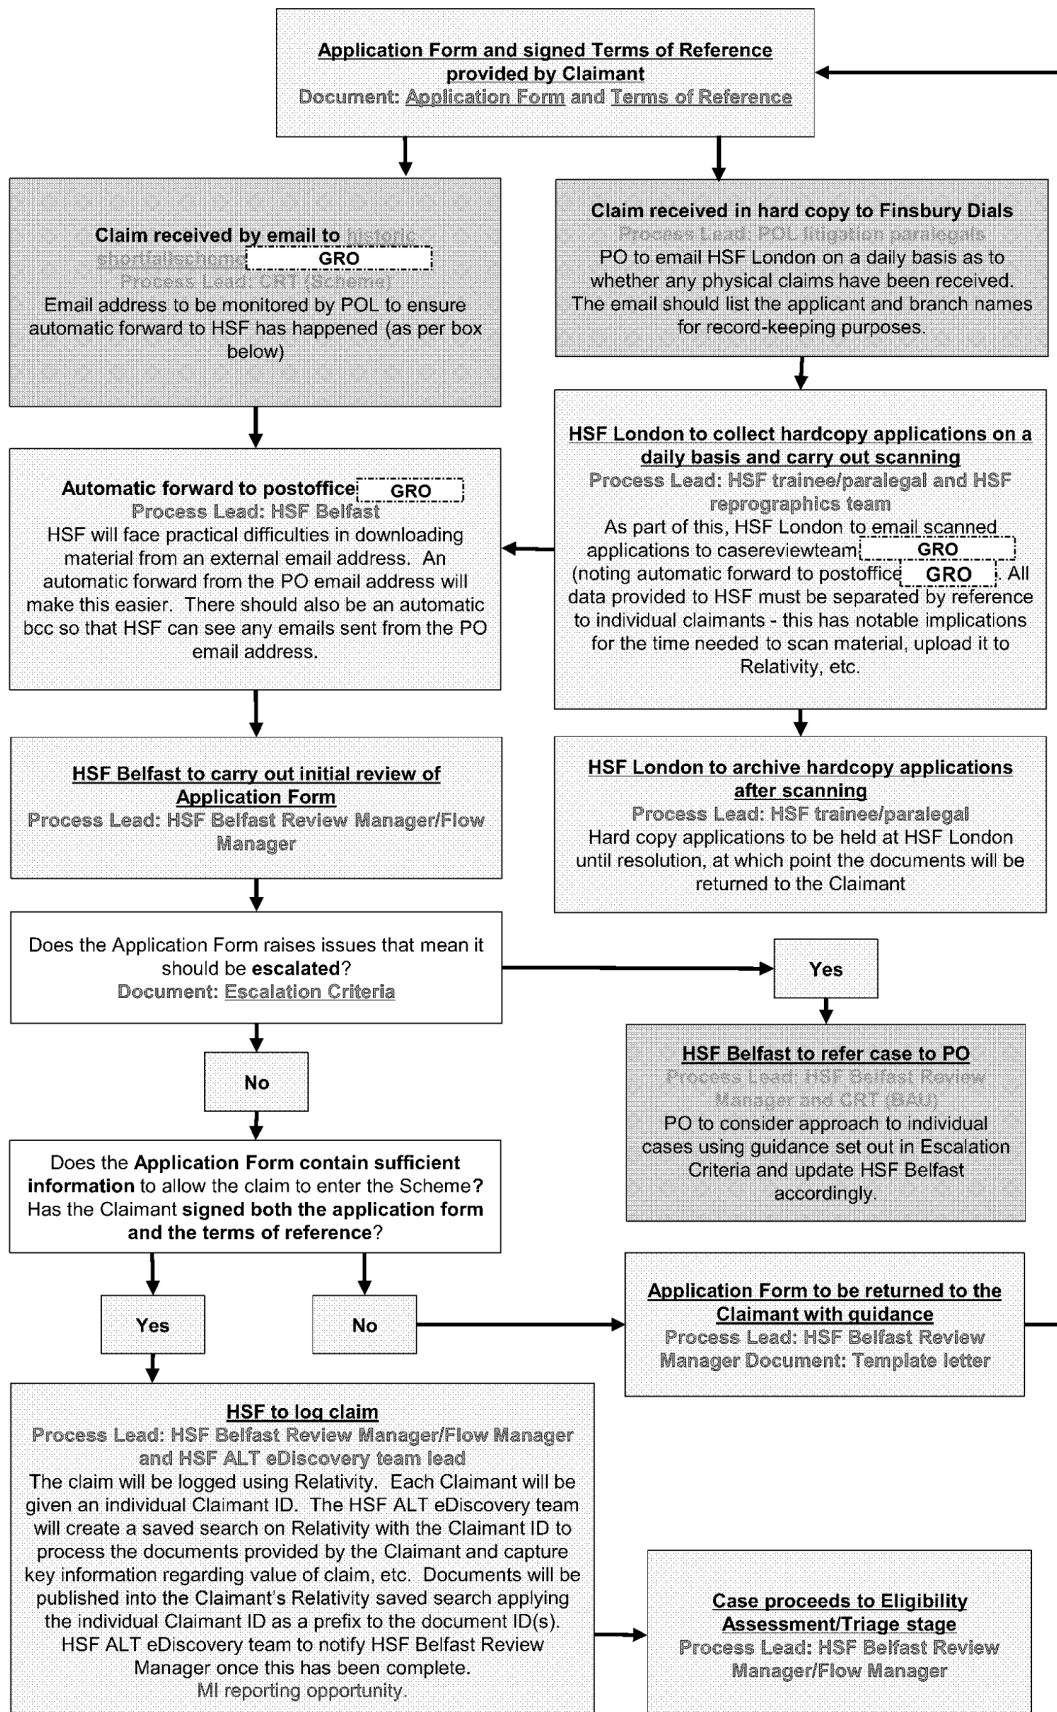 Application Form and signed Terms of Reference
provided by Claimant
Document: Application Form and Terms of Reference
Claim received by email to historic
shortfallscheme GRO
Process Lead: CRT (Scheme)
Email address to be monitored by POL to ensure
automatic forward to HSF has happened (as per box
below)
Claim received in hard copy to Finsbury Dials
Process Lead: POL litigation paralegals
PO to email HSF London on a daily basis as to
whether any physical claims have been received.
The email should list the applicant and branch names
for record-keeping purposes.
Automatic forward to postoffice GRO
Process Lead: HSF Belfast
HSF will face practical difficulties in downloading
material from an external email address. An
automatic forward from the PO email address will
make this easier. There should also be an automatic
bcc so that HSF can see any emails sent from the PO
email address.
HSF London to collect hardcopy applications on a
daily basis and carry out scanning
Process Lead: HSF trainee/paralegal and HSF
reprographics team
As part of this, HSF London to email scanned
applications to casereviewteam GRO
(noting automatic forward to postoffice GRO . All
data provided to HSF must be separated by reference
to individual claimants - this has notable implications
for the time needed to scan material, upload it to
Relativity, etc.
HSF Belfast to carry out initial review of
Application Form
Process Lead: HSF Belfast Review Manager/Flow
Manager
HSF London to archive hardcopy applications
after scanning
Process Lead: HSF trainee/paralegal
Hard copy applications to be held at HSF London
until resolution, at which point the documents will be
returned to the Claimant
Does the Application Form raises issues that mean it
should be escalated?
Document: Escalation Criteria
Yes
No
HSF Belfast to refer case to PO
Process Lead: HSF Belfast Review
Manager and CRT (BAU)
PO to consider approach to individual
cases using guidance set out in Escalation
Criteria and update HSF Belfast
accordingly.
Does the Application Form contain sufficient
information to allow the claim to enter the Scheme?
Has the Claimant signed both the application form
and the terms of reference?
Yes
No
Application Form to be returned to the
Claimant with guidance
Process Lead: HSF Belfast Review
Manager Document: Template letter
HSF to log claim
Process Lead: HSF Belfast Review Manager/Flow Manager
and HSF ALT eDiscovery team lead
The claim will be logged using Relativity. Each Claimant will be
given an individual Claimant ID. The HSF ALT eDiscovery team
will create a saved search on Relativity with the Claimant ID to
process the documents provided by the Claimant and capture
key information regarding value of claim, etc. Documents will be
published into the Claimant's Relativity saved search applying
the individual Claimant ID as a prefix to the document ID(s).
HSF ALT eDiscovery team to notify HSF Belfast Review
Manager once this has been complete.
MI reporting opportunity.
Case proceeds to Eligibility
Assessment/Triage stage
Process Lead: HSF Belfast Review
Manager/Flow Manager